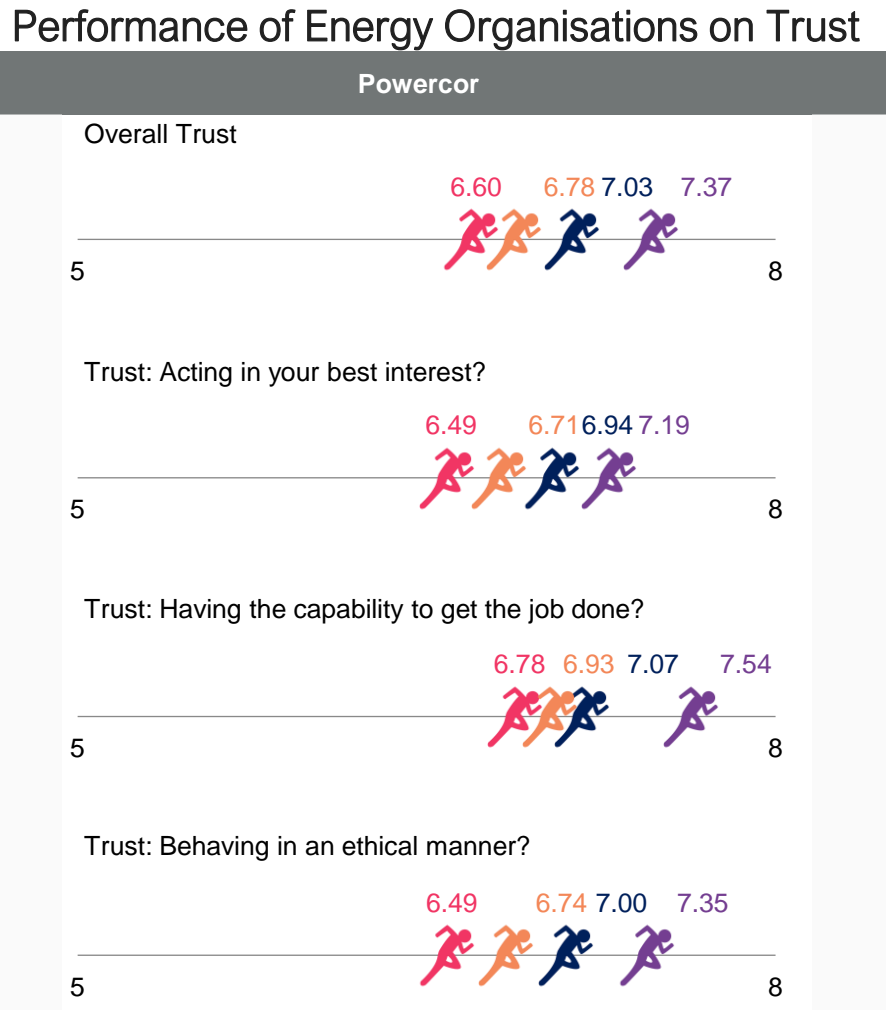 Performance of Energy Organisations on Trust
Powercor
Overall Trust
6.60 6.78 7.03 7.37
5 8
Trust: Acting in your best interest?
6.49 6.71 6.94 7.19
5 8
Trust: Having the capability to get the job done?
6.78 6.93 7.07 7.54
5 8
Trust: Behaving in an ethical manner?
6.49 6.74 7.00 7.35
5 8